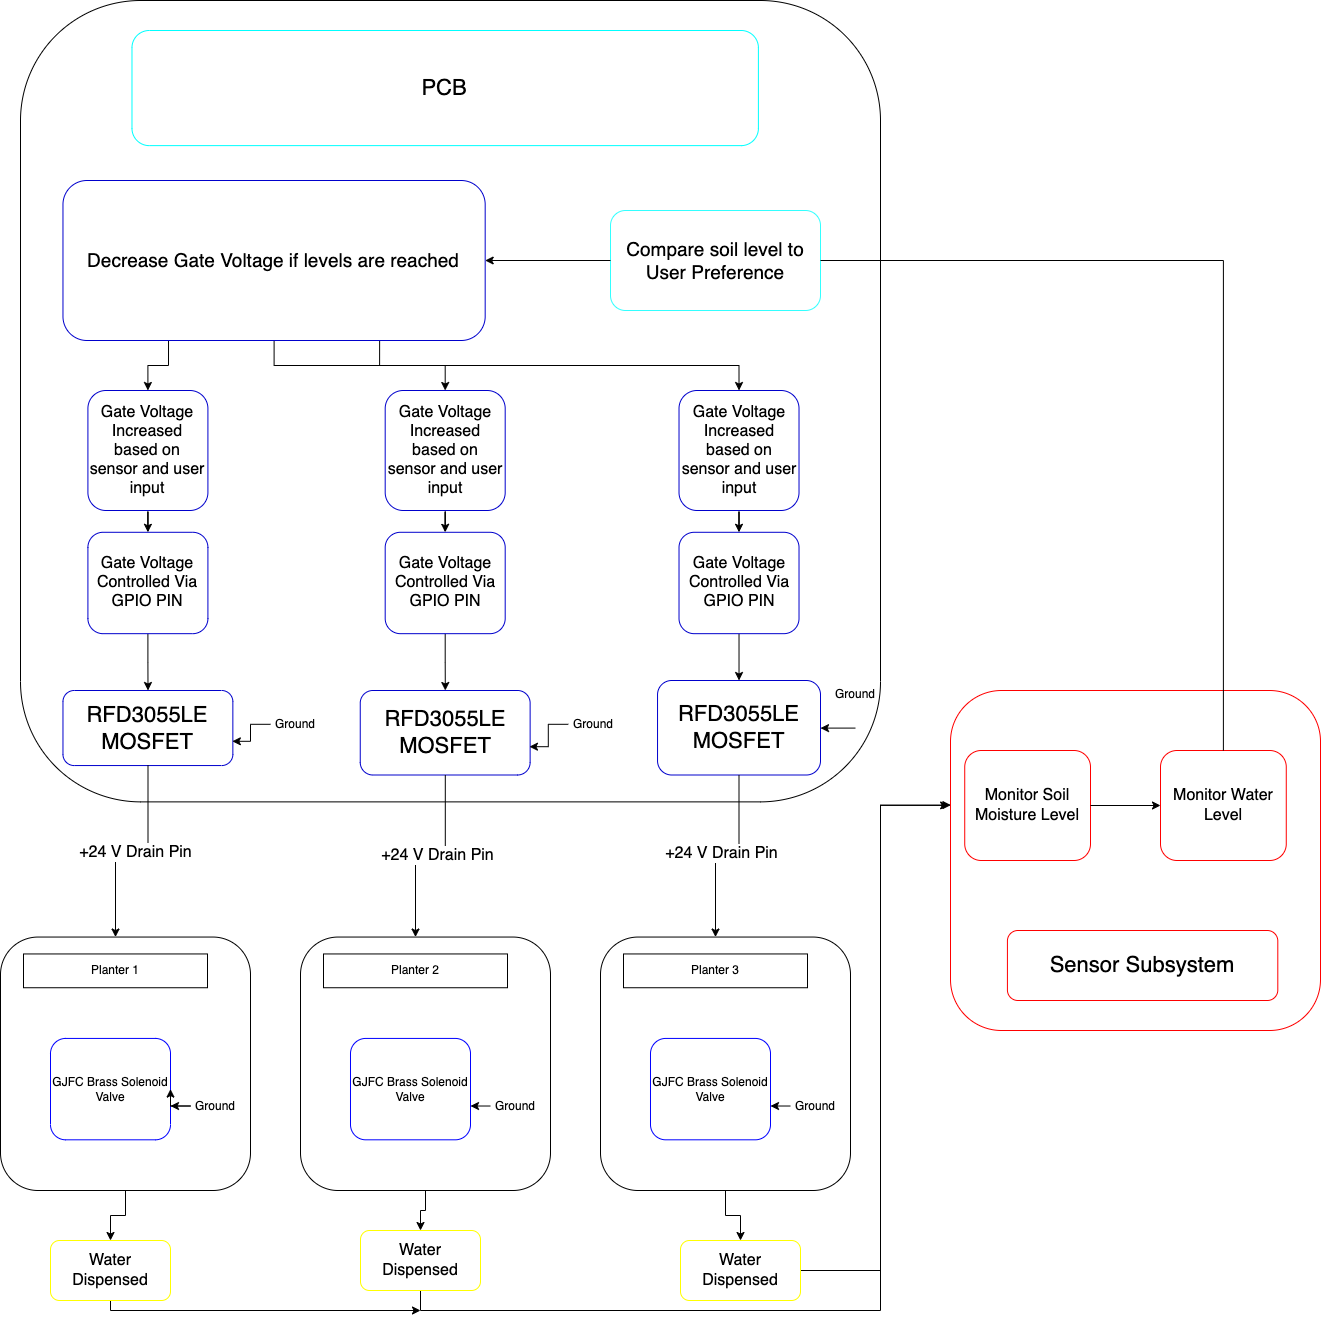 PCB
Decrease Gate Voltage if levels are reached
Compare soil level to
User Preference
Gate Voltage
Increased
based on
sensor and user
input
Gate Voltage
Increased
based on
sensor and user
input
Gate Voltage
Increased
based on
sensor and user
input
Gate Voltage
Controlled Via
GPIO PIN
Gate Voltage
Controlled Via
GPIO PIN
Gate Voltage
Controlled Via
GPIO PIN
RFD3055LE
MOSFET
Ground
RFD3055LE
MOSFET
Ground
RFD3055LE
MOSFET
Ground
Monitor Soil
Moisture Level
Monitor Water
Level
Sensor Subsystem
+24 V Drain Pin
+24 V Drain Pin
+24 V Drain Pin
Planter 1
Planter 2
Planter 3
GJFC Brass Solenoid
Valve
Ground
GJFC Brass Solenoid
Valve
Ground
GJFC Brass Solenoid
Valve
Ground
Water
Dispensed
Water
Dispensed
Water
Dispensed